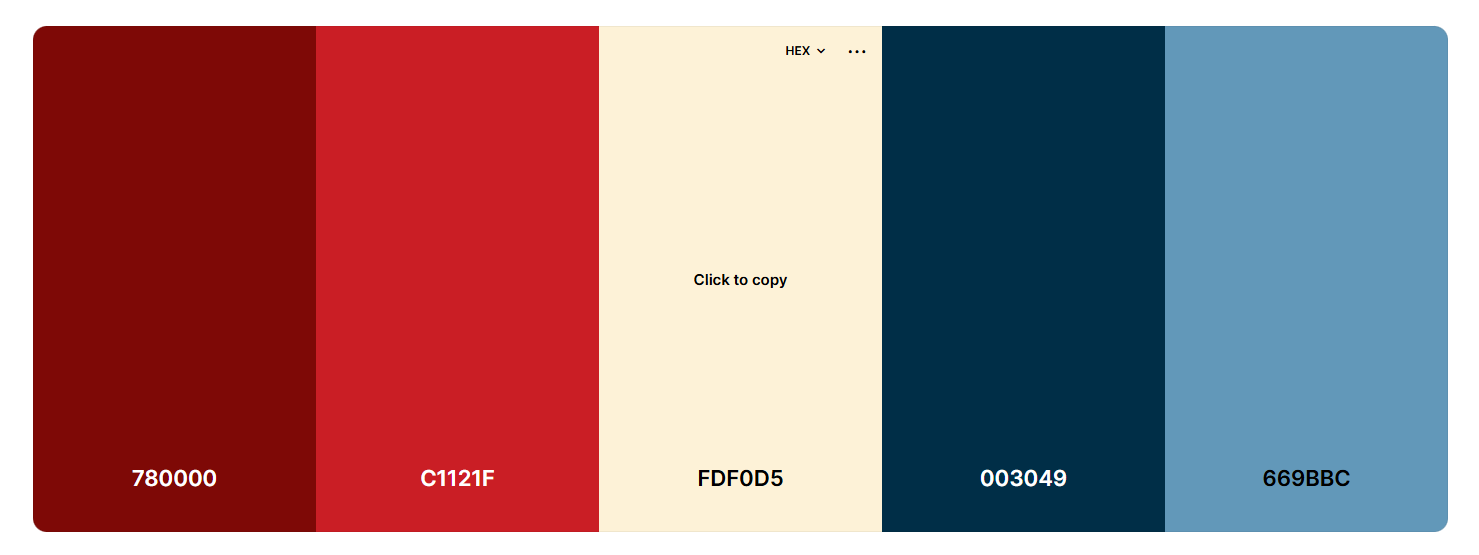 HEX
Click to copy
780000
C1121F
FDF0D5
003049
669BBC